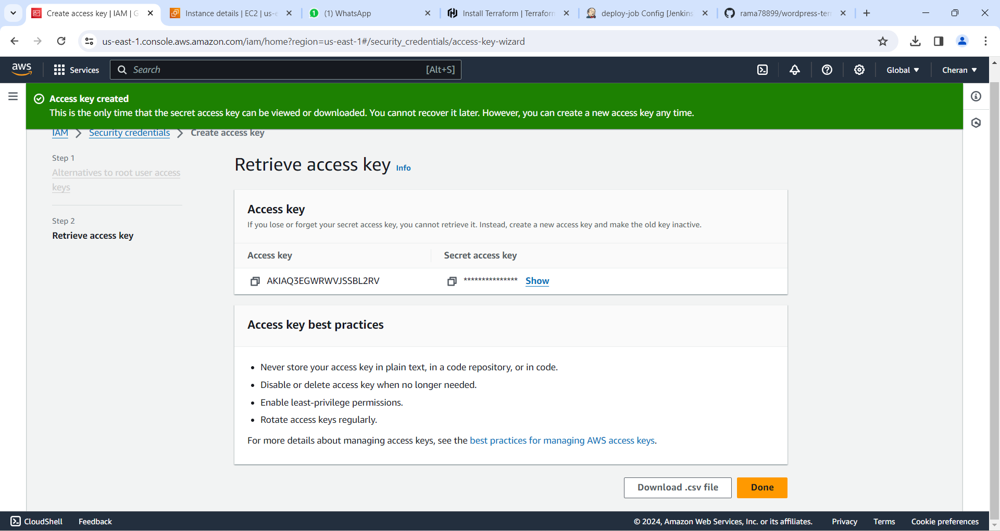 Create access key | IAM | G
Instance details | EC2 | us-e
(1) WhatsApp
Install Terraform | Terraform
deploy-job Config [Jenkins
rama78899/wordpress-ter
us-east-1.console.aws.amazon.com/iam/home?region=us-east-1#/security_credentials/access-key-wizard
aws
Services
Search
[Alt+S]
Global
Cheran
Access key created
This is the only time that the secret access key can be viewed or downloaded. You cannot recover it later. However, you can create a new access key any time.
IAM
Security credentials
Create access key
Step 1
Alternatives to root user access
keys
Step 2
Retrieve access key
Retrieve access key Info
Access key
If you lose or forget your secret access key, you cannot retrieve it. Instead, create a new access key and make the old key inactive.
Access key
Secret access key
AKIAQ3EGWRWVJSSBL2RV
*************** Show
Access key best practices
• Never store your access key in plain text, in a code repository, or in code.
• Disable or delete access key when no longer needed.
• Enable least-privilege permissions.
• Rotate access keys regularly.
For more details about managing access keys, see the best practices for managing AWS access keys.
Download .csv file
Done
CloudShell
Feedback
© 2024, Amazon Web Services, Inc. or its affiliates.
Privacy
Terms
Cookie preferences